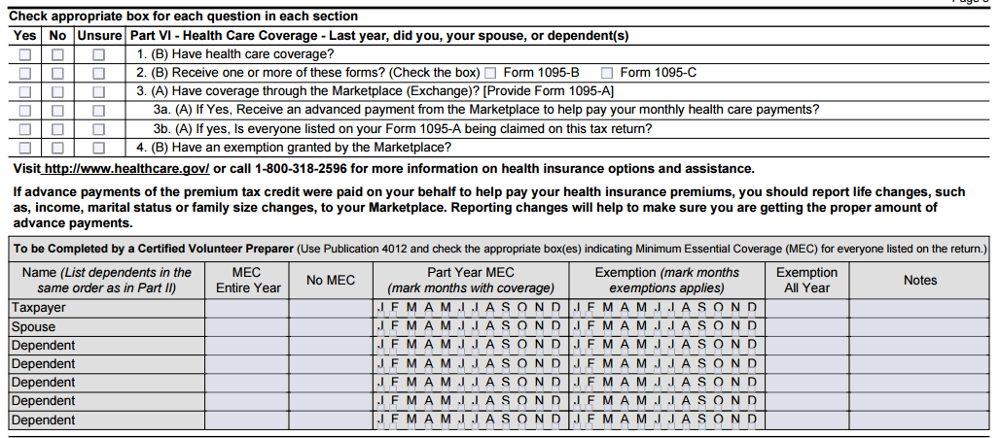 Check appropriate box for each question in each section
Yes No Unsure Part VI - Health Care Coverage - Last year, did you, your spouse, or dependent(s)
1. (B) Have health care coverage?
2. (B) Receive one or more of these forms? (Check the box) Form 1095-B Form 1095-C
3. (A) Have coverage through the Marketplace (Exchange)? [Provide Form 1095-A]
3a. (A) If Yes, Receive an advanced payment from the Marketplace to help pay your monthly health care payments?
3b. (A) If yes, Is everyone listed on your Form 1095-A being claimed on this tax return?
4. (B) Have an exemption granted by the Marketplace?
Visit http://www.healthcare.gov/ or call 1-800-318-2596 for more information on health insurance options and assistance.
If advance payments of the premium tax credit were paid on your behalf to help pay your health insurance premiums, you should report life changes, such
as, income, marital status or family size changes, to your Marketplace. Reporting changes will help to make sure you are getting the proper amount of
advance payments.
To be Completed by a Certified Volunteer Preparer (Use Publication 4012 and check the appropriate box(es) indicating Minimum Essential Coverage (MEC) for everyone listed on the return.)
Name (List dependents in the same order as in Part II) MEC Entire Year No MEC Part Year MEC (mark months with coverage) Exemption (mark months exemptions applies) Exemption All Year Notes
Taxpayer J F M A M J J A S O N D J F M A M J J A S O N D
Spouse J F M A M J J A S O N D J F M A M J J A S O N D
Dependent J F M A M J J A S O N D J F M A M J J A S O N D
Dependent J F M A M J J A S O N D J F M A M J J A S O N D
Dependent J F M A M J J A S O N D J F M A M J J A S O N D
Dependent J F M A M J J A S O N D J F M A M J J A S O N D
Dependent J F M A M J J A S O N D J F M A M J J A S O N D